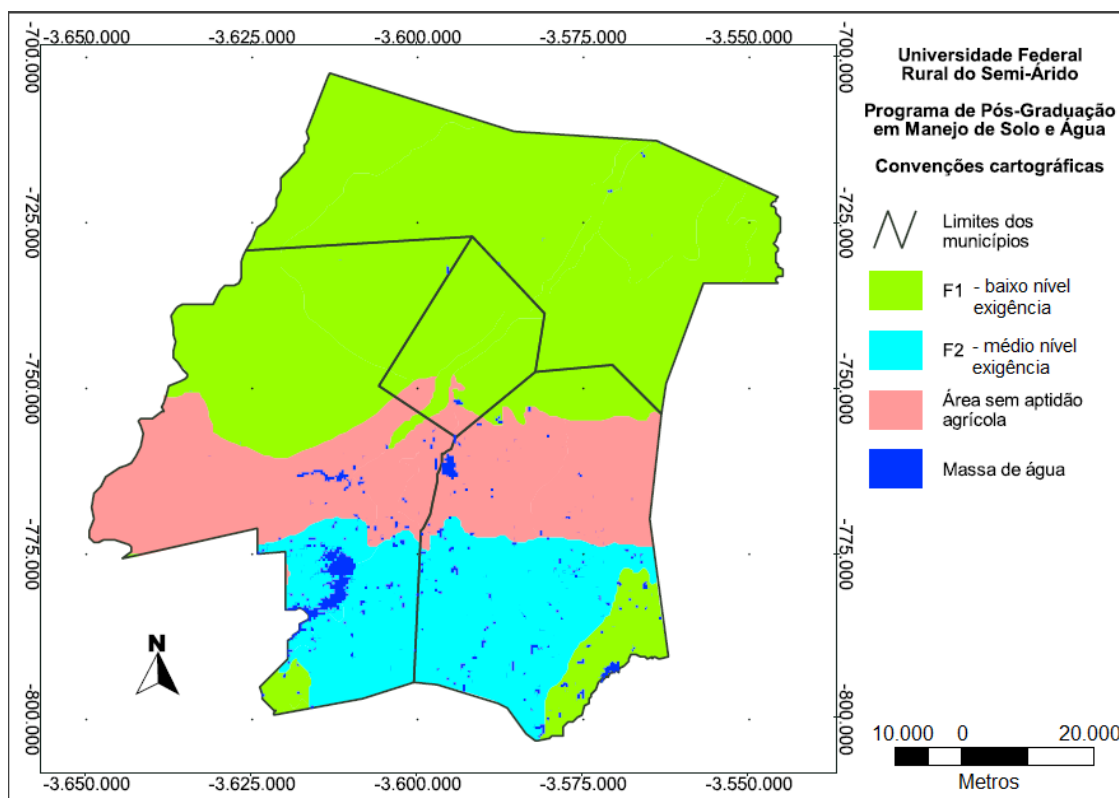 -3.650.000 -3.625.000 -3.600.000 -3.575.000 -3.550.000
-700.000 -700.000
-725.000 -725.000
-750.000 -750.000
-775.000 -775.000
-800.000 -800.000
-3.650.000 -3.625.000 -3.600.000 -3.575.000 -3.550.000
N
Universidade Federal
Rural do Semi-Árido
Programa de Pós-Graduação
em Manejo de Solo e Água
Convenções cartográficas
Limites dos
municípios
F1 - baixo nível
exigência
F2 - médio nível
exigência
Área sem aptidão
agrícola
Massa de água
10.000 0 20.000
Metros